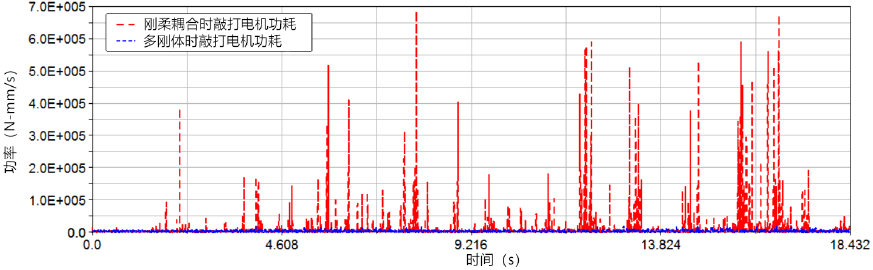 7.0E+005
6.0E+005
5.0E+005
4.0E+005
3.0E+005
2.0E+005
1.0E+005
0.0
功率（N-mm/s）
刚柔耦合时敲打电机功耗
多刚体时敲打电机功耗
0.0
4.608
9.216
13.824
18.432
时间（s）